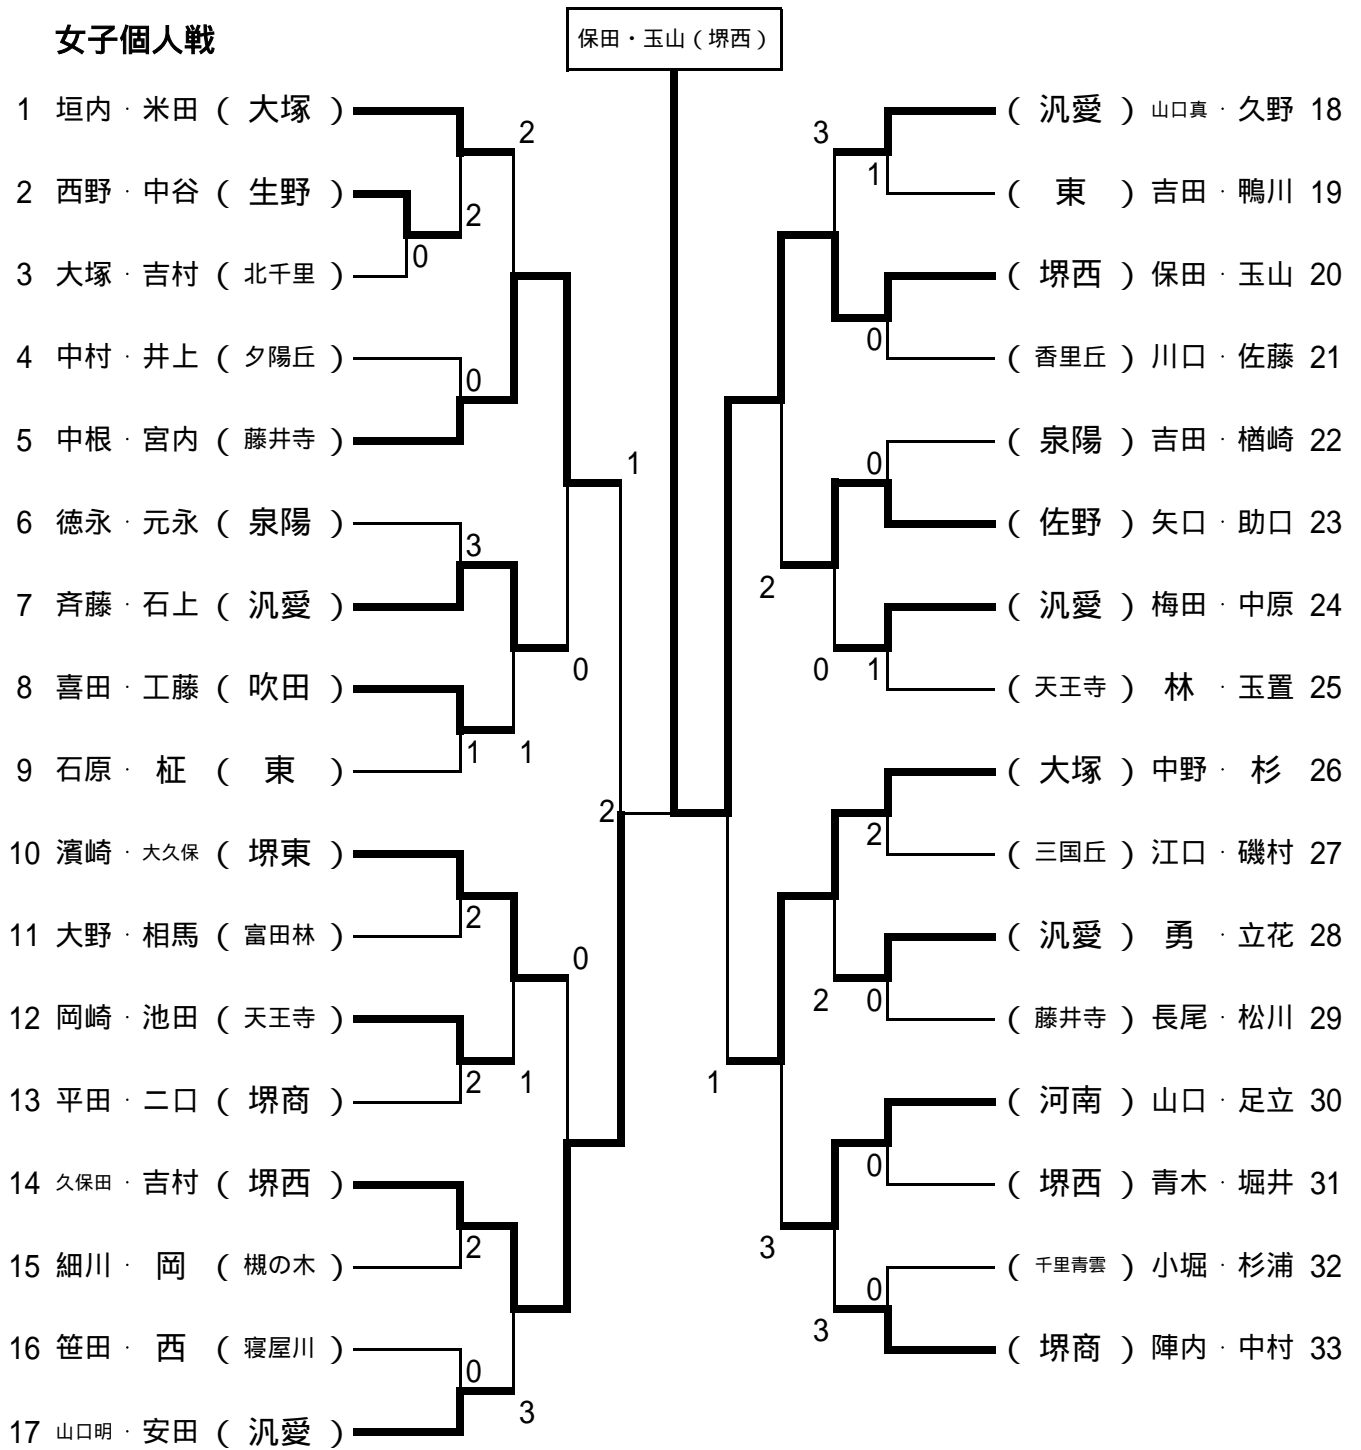 女子個人戦
保田・玉山(堺西)
1 垣内・米田(大塚)
2 西野・中谷(生野)
3 大塚・吉村(北千里)
4 中村・井上(夕陽丘)
5 中根・宮内(藤井寺)
6 徳永・元永(泉陽)
7 斉藤・石上(汎愛)
8 喜田・工藤(吹田)
9 石原・柾(東)
10 濱崎・大久保(堺東)
11 大野・相馬(富田林)
12 岡崎・池田(天王寺)
13 平田・二口(堺商)
14 久保田・吉村(堺西)
15 細川・岡(槻の木)
16 笹田・西(寝屋川)
17 山口明・安田(汎愛)
2
2
0
0
1
3
0
1 1
2
2
0
2 1
2
0
3
(汎愛)山口真・久野 18
(東)吉田・鴨川 19
(堺西)保田・玉山 20
(香里丘)川口・佐藤 21
(泉陽)吉田・楢崎 22
(佐野)矢口・助口 23
(汎愛)梅田・中原 24
(天王寺)林・玉置 25
(大塚)中野・杉 26
(三国丘)江口・磯村 27
(汎愛)勇・立花 28
(藤井寺)長尾・松川 29
(河南)山口・足立 30
(堺西)青木・堀井 31
(千里青雲)小堀・杉浦 32
(堺商)陣内・中村 33
3
1
0
0
2
0 1
2
2 0
1
0
3
0
3